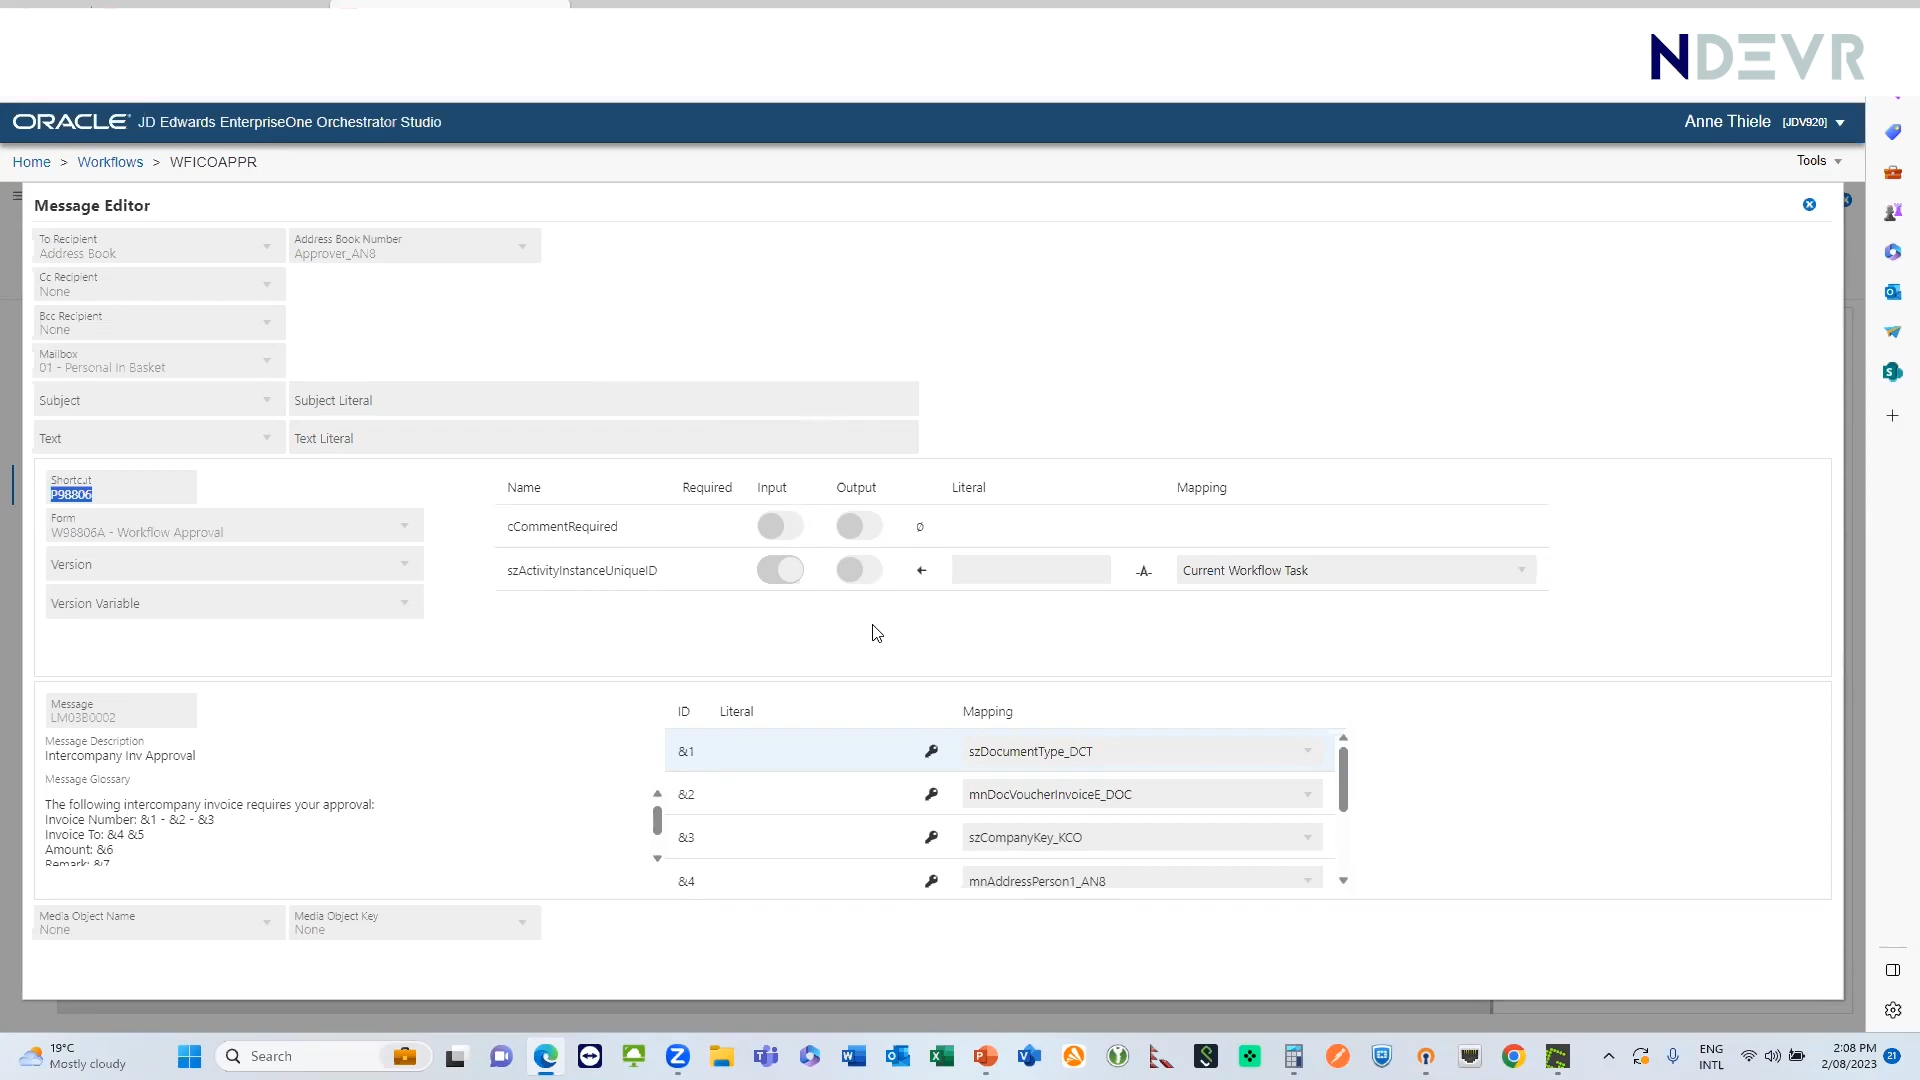 NDEVR
ORACLE JD Edwards EnterpriseOne Orchestrator Studio
Anne Thiele [JDV920]
Home > Workflows > WFICOAPPR
Tools
Message Editor
To Recipient
Address Book
Address Book Number
Approver_AN8
Cc Recipient
None
Bcc Recipient
None
Mailbox
01 - Personal In Basket
Subject
Subject Literal
Text
Text Literal
Shortcut
P98806
Form
W98806A - Workflow Approval
Version
Version Variable
Name Required Input Output Literal Mapping
cCommentRequired
szActivityInstanceUniqueID
-A-
Current Workflow Task
Message
LM03B0002
Message Description
Intercompany Inv Approval
Message Glossary
The following intercompany invoice requires your approval:
Invoice Number: &1 - &2 - &3
Invoice To: &4 &5
Amount: &6
Remark: &7
ID Literal Mapping
&1 szDocumentType_DCT
&2 mnDocVoucherInvoiceE_DOC
&3 szCompanyKey_KCO
&4 mnAddressPerson1_AN8
Media Object Name
None
Media Object Key
None
19°C
Mostly cloudy
Search
ENG
INTL
2:08 PM
2/08/2023
21